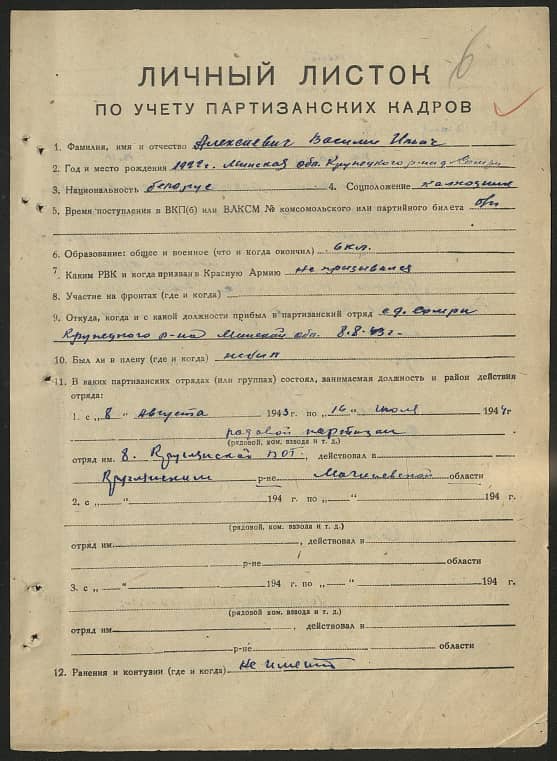 6
ЛИЧНЫЙ ЛИСТОК
ПО УЧЕТУ ПАРТИЗАНСКИХ КАДРОВ
1. Фамилия, имя и отчество Алексиевич Василий
2. Год и место рождения Минская обл. Крупского р-на д.
3. Национальность беларус 4. Соцположение колхозник
5. Время поступления в ВКП(б) или ВЛКСМ № комсомольского или партийного билета б/п
6. Образование: общее и военное (что и когда окончил) 6 кл.
7. Каким РВК и когда призван в Красную Армию не призывался
8. Участие на фронтах (где и когда)
9. Откуда, когда и с какой должности прибыл в партизанский отряд с д.
Крупского р-на Минской обл. 8.8.43 г.
10. Был ли в плену (где и когда) не был
11. В каких партизанских отрядах (или группах) состоял, занимаемая должность и район действия
отряда:
1. с „ 8 " Августа 1943 г. по „ 16 " июля 1944 г
рядовой партизан
(рядовой, ком. взвода и т. д.)
отряд им. 8. Круглянской ВОГ, действовал в
Круглянском р-не Могилевской области
2. с „ " 194 г. по „ " 194 г.
(рядовой, ком. взвода и т. д.)
отряд им. , действовал в
р-не области
3. с „ " 194 г. по „ " 194 г.
(рядовой, ком. взвода и т. д.)
отряд им. , действовал в
р-не области
12. Ранения и контузии (где и когда) Не имеет